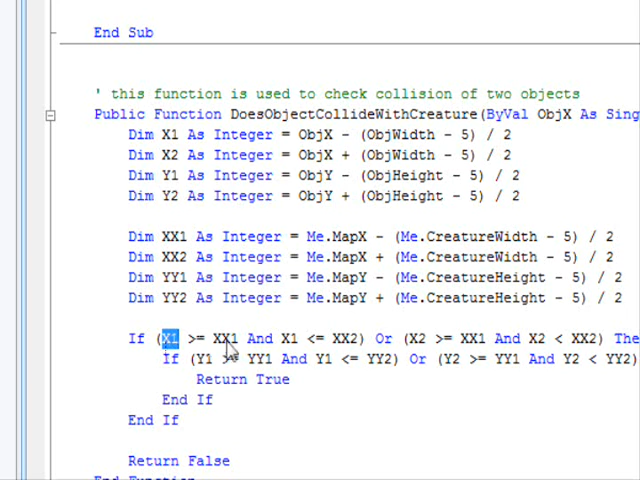 End Sub
' this function is used to check collision of two objects
Public Function DoesObjectCollideWithCreature(ByVal ObjX As Sing
Dim X1 As Integer = ObjX - (ObjWidth - 5) / 2
Dim X2 As Integer = ObjX + (ObjWidth - 5) / 2
Dim Y1 As Integer = ObjY - (ObjHeight - 5) / 2
Dim Y2 As Integer = ObjY + (ObjHeight - 5) / 2
Dim XX1 As Integer = Me.MapX - (Me.CreatureWidth - 5) / 2
Dim XX2 As Integer = Me.MapX + (Me.CreatureWidth - 5) / 2
Dim YY1 As Integer = Me.MapY - (Me.CreatureHeight - 5) / 2
Dim YY2 As Integer = Me.MapY + (Me.CreatureHeight - 5) / 2
If (X1 >= XX1 And X1 <= XX2) Or (X2 >= XX1 And X2 < XX2) The
If (Y1 >= YY1 And Y1 <= YY2) Or (Y2 >= YY1 And Y2 < YY2)
Return True
End If
End If
Return False
End Function